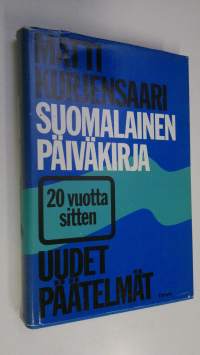 MATTI
KURJENSAARI
SUOMALAINEN
PÄIVÄKIRJA
20 vuotta
sitten
UUDET
PÄÄTELMÄT